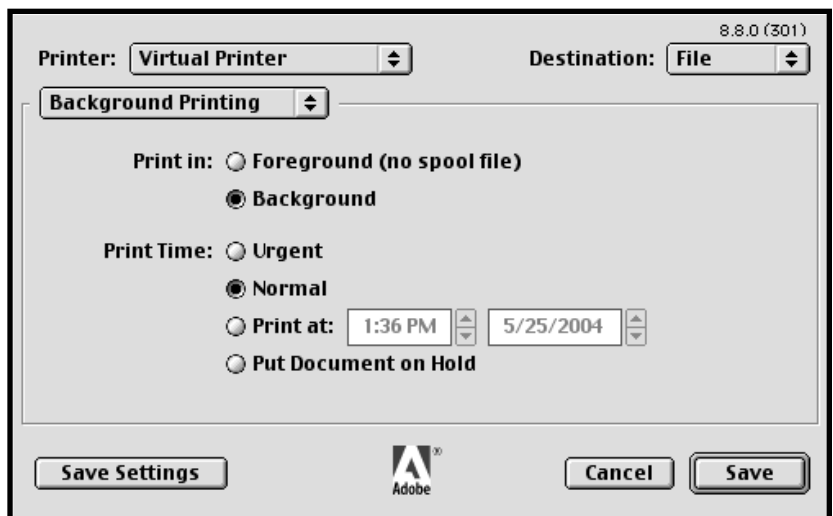 8.8.0 (301)
Printer: Virtual Printer Destination: File
Background Printing
Print in: Foreground (no spool file)
Background
Print Time: Urgent
Normal
Print at: 1:36 PM 5/25/2004
Put Document on Hold
Save Settings Adobe® Cancel Save